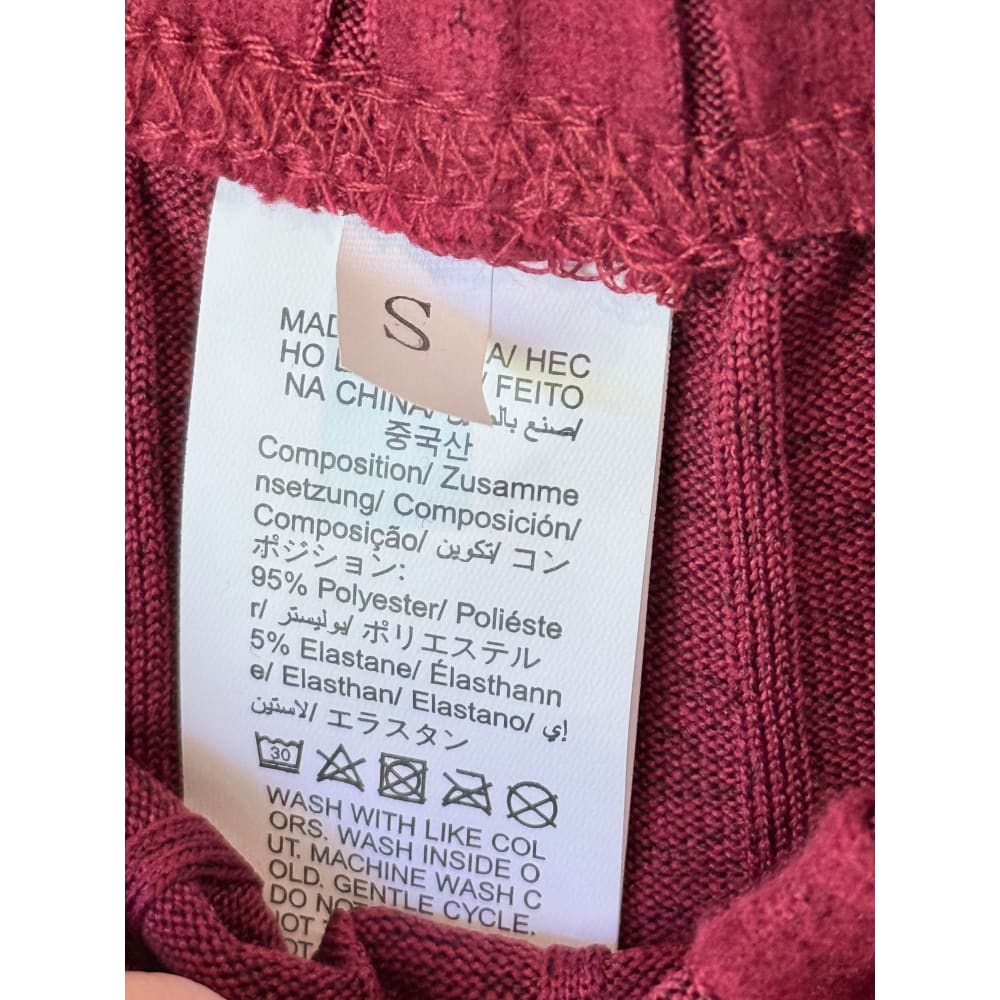 S
A/ HEC
HO
/ FEITO
NA CHINA/
/صنع
중국산
Composition/ Zusamme
nsetzung/ Composición/
Composição/ تكوين/ コン
ポジション:
95% Polyester/ Poliéste
r/ بوليستر/ ポリエステル
5% Elastane/ Élasthann
e/ Elasthan/ Elastano/ إي
لاستين/ エラスタン
30
WASH WITH LIKE COL
ORS. WASH INSIDE O
UT. MACHINE WASH C
OLD. GENTLE CYCLE.
DO
OT
OT